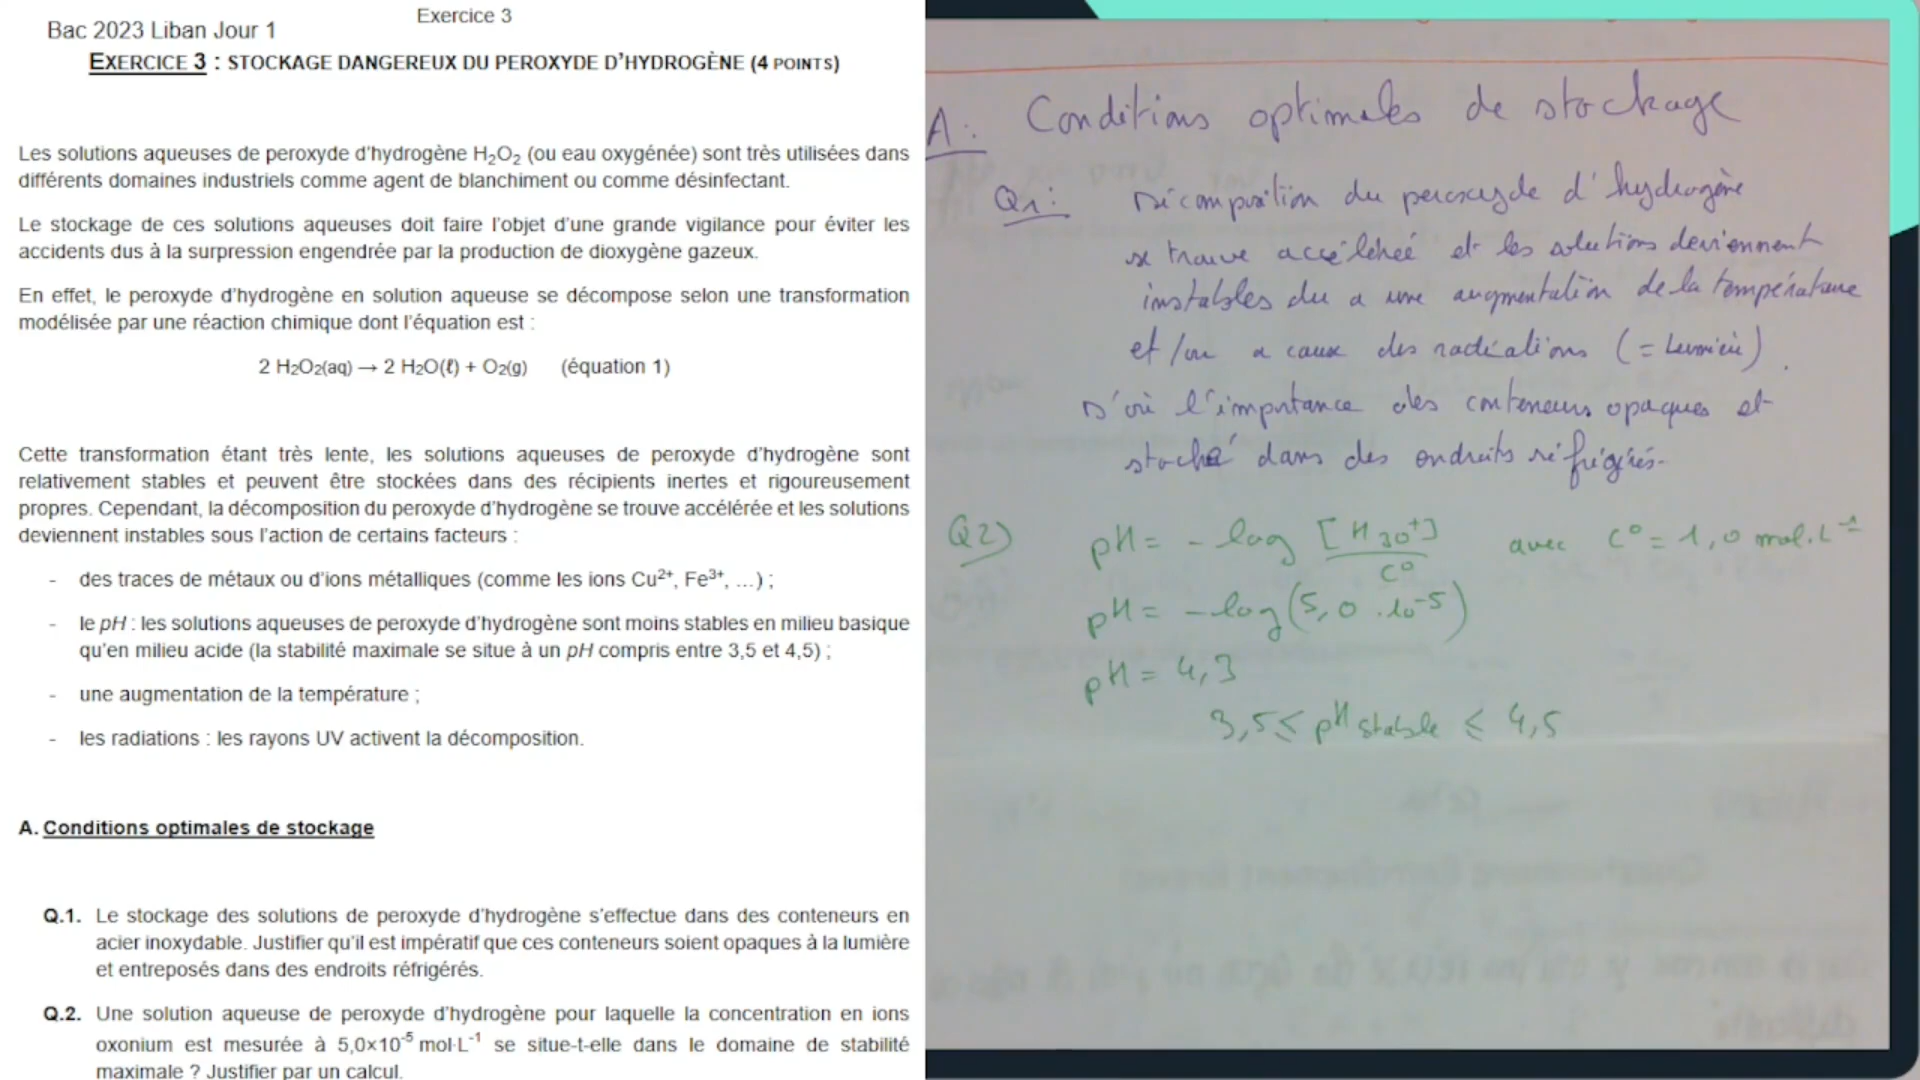 Exercice 3
Bac 2023 Liban Jour 1
EXERCICE 3 : STOCKAGE DANGEREUX DU PEROXYDE D'HYDROGÈNE (4 POINTS)
Les solutions aqueuses de peroxyde d'hydrogène H₂O₂ (ou eau oxygénée) sont très utilisées dans
différents domaines industriels comme agent de blanchiment ou comme désinfectant.
Le stockage de ces solutions aqueuses doit faire l'objet d'une grande vigilance pour éviter les
accidents dus à la surpression engendrée par la production de dioxygène gazeux.
En effet, le peroxyde d'hydrogène en solution aqueuse se décompose selon une transformation
modélisée par une réaction chimique dont l'équation est :
2 H₂O₂(aq) → 2 H₂O(ℓ) + O₂(g) (équation 1)
Cette transformation étant très lente, les solutions aqueuses de peroxyde d'hydrogène sont
relativement stables et peuvent être stockées dans des récipients inertes et rigoureusement
propres. Cependant, la décomposition du peroxyde d'hydrogène se trouve accélérée et les solutions
deviennent instables sous l'action de certains facteurs :
- des traces de métaux ou d'ions métalliques (comme les ions Cu²⁺, Fe³⁺, …) ;
- le pH : les solutions aqueuses de peroxyde d'hydrogène sont moins stables en milieu basique
qu'en milieu acide (la stabilité maximale se situe à un pH compris entre 3,5 et 4,5) ;
- une augmentation de la température ;
- les radiations : les rayons UV activent la décomposition.
A. Conditions optimales de stockage
Q.1. Le stockage des solutions de peroxyde d'hydrogène s'effectue dans des conteneurs en
acier inoxydable. Justifier qu'il est impératif que ces conteneurs soient opaques à la lumière
et entreposés dans des endroits réfrigérés.
Q.2. Une solution aqueuse de peroxyde d'hydrogène pour laquelle la concentration en ions
oxonium est mesurée à 5,0×10⁻⁵ mol·L⁻¹ se situe-t-elle dans le domaine de stabilité
maximale ? Justifier par un calcul.
A : Conditions optimales de stockage
Q1 : Décomposition du peroxyde d'hydrogène
se trouve accélérée et les solutions deviennent
instables du a une augmentation de la température
et/ou a caux des radiations (= Lumière).
D'où l'importance des conteneurs opaques et
stocké dans des endroits réfrigérés.
Q2) pH = - log [H₃O⁺]/C° avec C° = 1,0 mol.L⁻¹
pH = - log (5,0 . 10⁻⁵)
pH = 4,3
3,5 ≤ pH stable ≤ 4,5